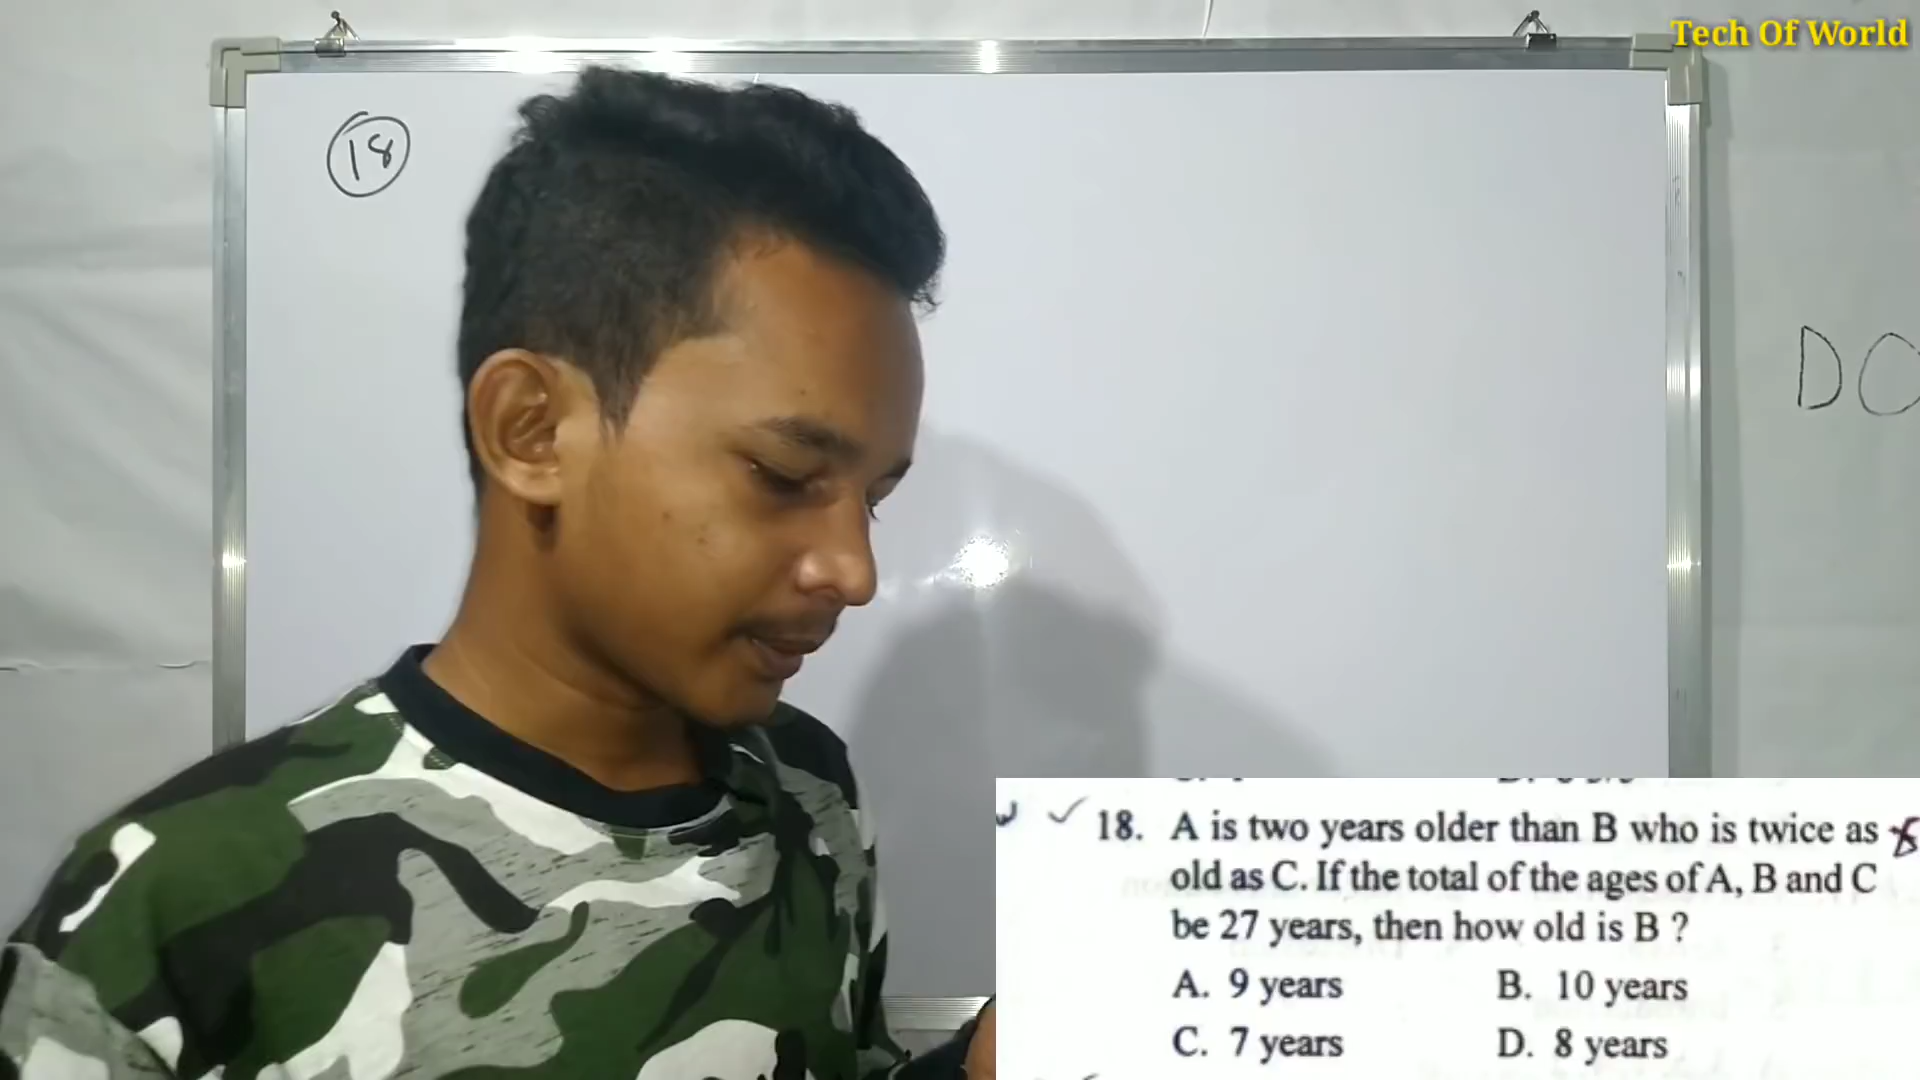 Tech Of World
18
DO
18. A is two years older than B who is twice as
old as C. If the total of the ages of A, B and C
be 27 years, then how old is B ?
A. 9 years B. 10 years
C. 7 years D. 8 years